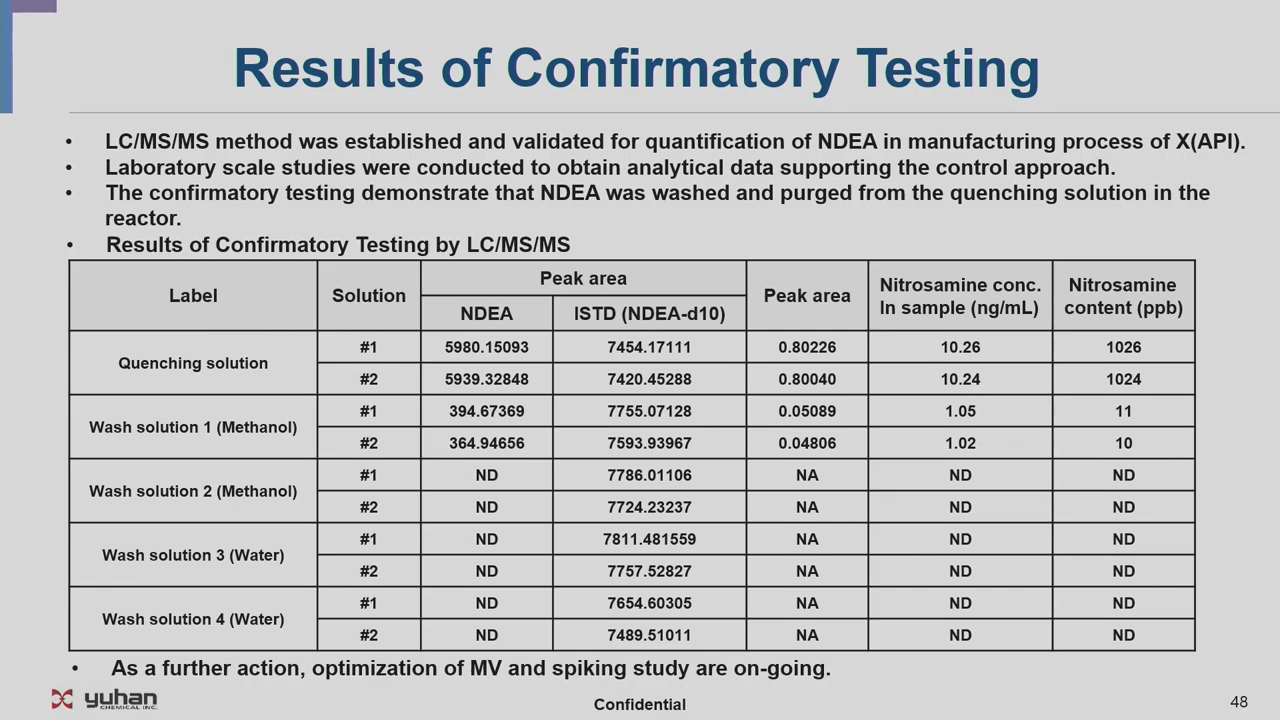 Results of Confirmatory Testing
• LC/MS/MS method was established and validated for quantification of NDEA in manufacturing process of X(API).
• Laboratory scale studies were conducted to obtain analytical data supporting the control approach.
• The confirmatory testing demonstrate that NDEA was washed and purged from the quenching solution in the
reactor.
• Results of Confirmatory Testing by LC/MS/MS
Label Solution Peak area Peak area Nitrosamine conc. In sample (ng/mL) Nitrosamine content (ppb)
NDEA ISTD (NDEA-d10)
Quenching solution #1 5980.15093 7454.17111 0.80226 10.26 1026
#2 5939.32848 7420.45288 0.80040 10.24 1024
Wash solution 1 (Methanol) #1 394.67369 7755.07128 0.05089 1.05 11
#2 364.94656 7593.93967 0.04806 1.02 10
Wash solution 2 (Methanol) #1 ND 7786.01106 NA ND ND
#2 ND 7724.23237 NA ND ND
Wash solution 3 (Water) #1 ND 7811.481559 NA ND ND
#2 ND 7757.52827 NA ND ND
Wash solution 4 (Water) #1 ND 7654.60305 NA ND ND
#2 ND 7489.51011 NA ND ND
• As a further action, optimization of MV and spiking study are on-going.
yuhan
CHEMICAL INC.
Confidential
48